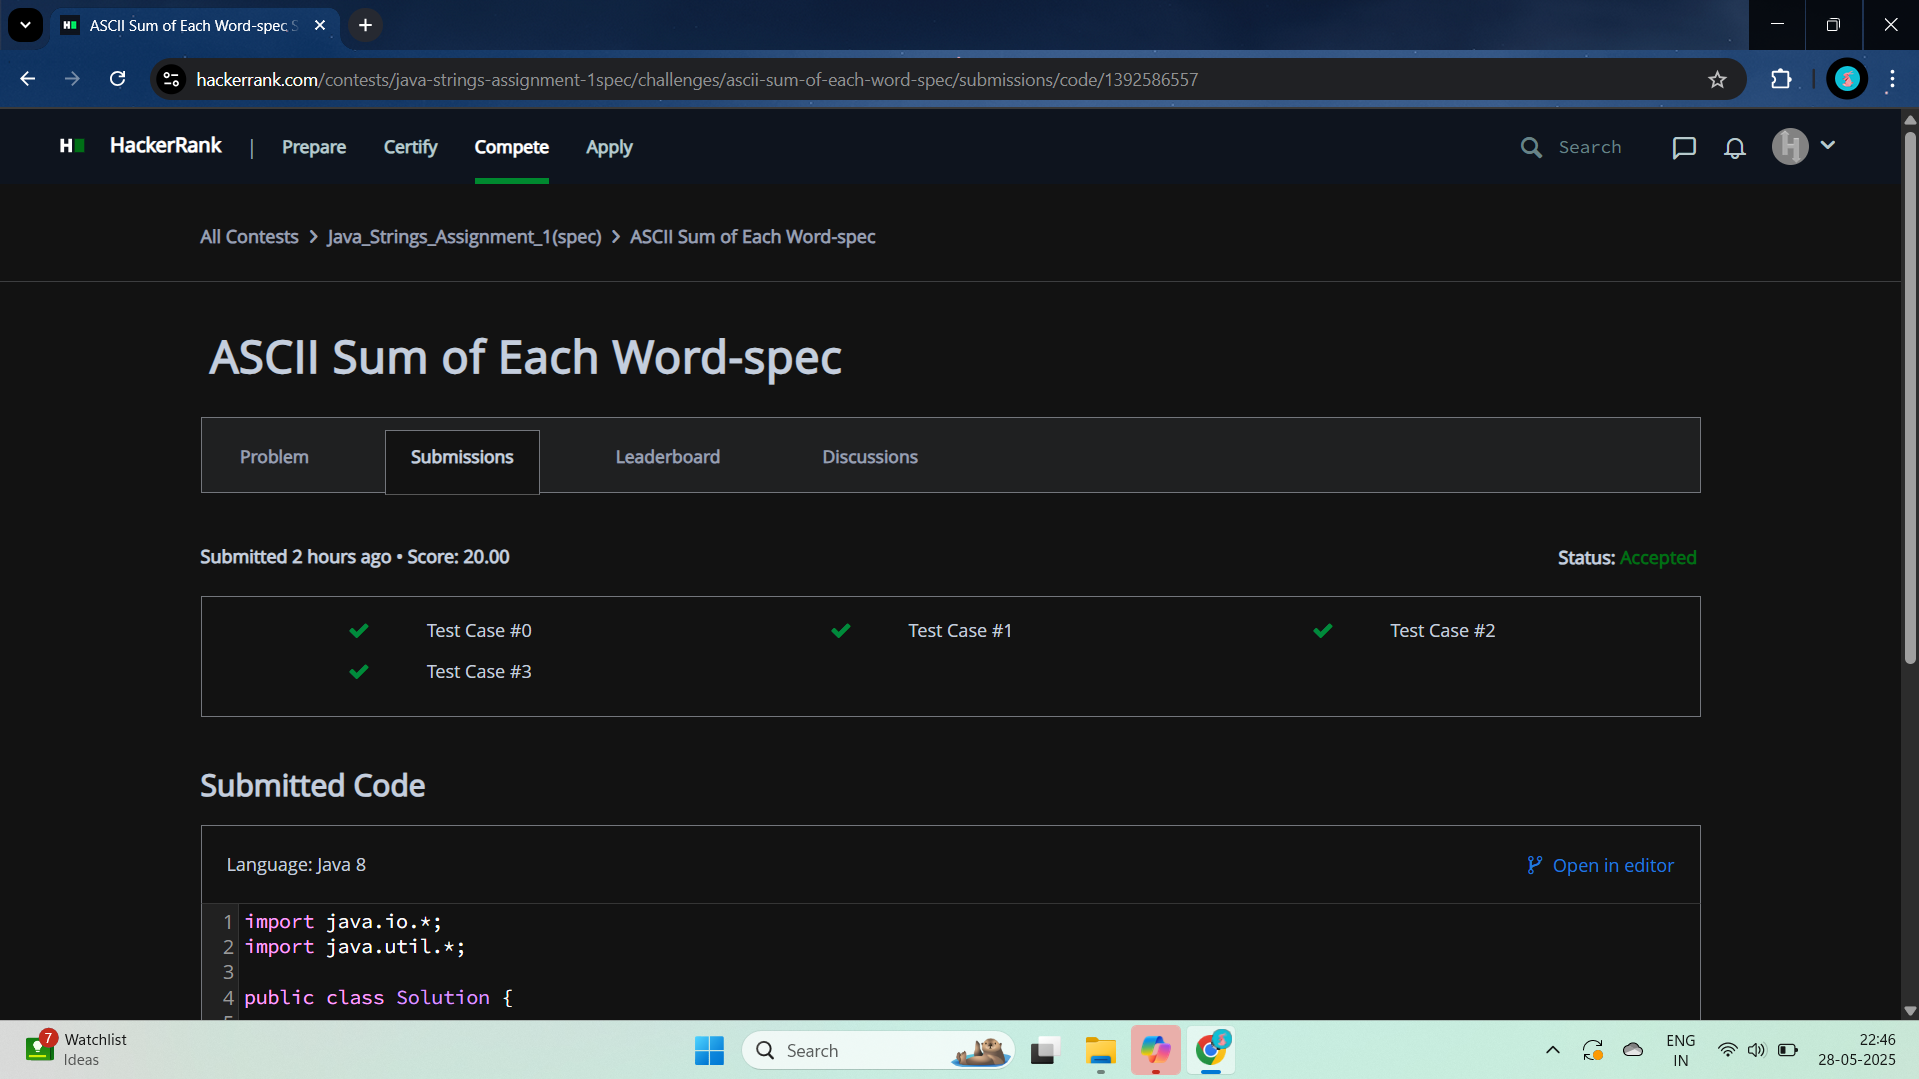 ASCII Sum of Each Word-spec S
hackerrank.com/contests/java-strings-assignment-1spec/challenges/ascii-sum-of-each-word-spec/submissions/code/1392586557
H
HackerRank | Prepare Certify Compete Apply Search
H
All Contests > Java_Strings_Assignment_1(spec) > ASCII Sum of Each Word-spec
ASCII Sum of Each Word-spec
Problem Submissions Leaderboard Discussions
Submitted 2 hours ago • Score: 20.00 Status: Accepted
Test Case #0 Test Case #1 Test Case #2
Test Case #3
Submitted Code
Language: Java 8 Open in editor
1 import java.io.*;
2 import java.util.*;
3
4 public class Solution {
7 Watchlist
Ideas
Search
ENG
IN
22:46
28-05-2025